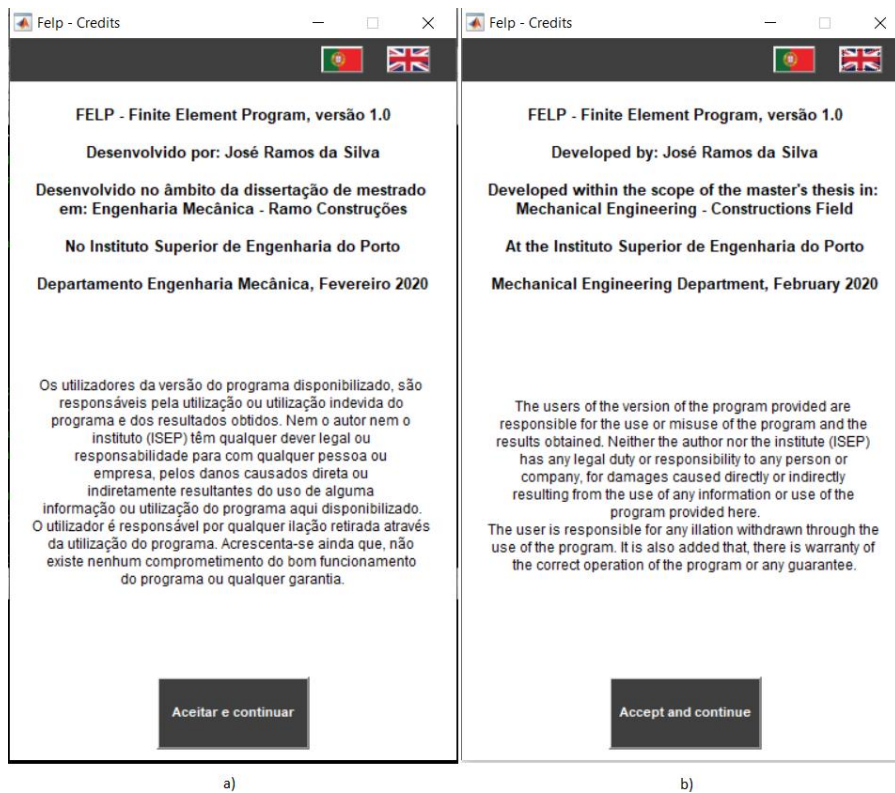 Felp - Credits
FELP - Finite Element Program, versão 1.0
Desenvolvido por: José Ramos da Silva
Desenvolvido no âmbito da dissertação de mestrado
em: Engenharia Mecânica - Ramo Construções
No Instituto Superior de Engenharia do Porto
Departamento Engenharia Mecânica, Fevereiro 2020
Os utilizadores da versão do programa disponibilizado, são
responsáveis pela utilização ou utilização indevida do
programa e dos resultados obtidos. Nem o autor nem o
instituto (ISEP) têm qualquer dever legal ou
responsabilidade para com qualquer pessoa ou
empresa, pelos danos causados direta ou
indiretamente resultantes do uso de alguma
informação ou utilização do programa aqui disponibilizado.
O utilizador é responsável por qualquer ilação retirada através
da utilização do programa. Acrescenta-se ainda que, não
existe nenhum comprometimento do bom funcionamento
do programa ou qualquer garantia.
Aceitar e continuar
a)
Felp - Credits
FELP - Finite Element Program, versão 1.0
Developed by: José Ramos da Silva
Developed within the scope of the master's thesis in:
Mechanical Engineering - Constructions Field
At the Instituto Superior de Engenharia do Porto
Mechanical Engineering Department, February 2020
The users of the version of the program provided are
responsible for the use or misuse of the program and the
results obtained. Neither the author nor the institute (ISEP)
has any legal duty or responsibility to any person or
company, for damages caused directly or indirectly
resulting from the use of any information or use of the
program provided here.
The user is responsible for any illation withdrawn through the
use of the program. It is also added that, there is warranty of
the correct operation of the program or any guarantee.
Accept and continue
b)